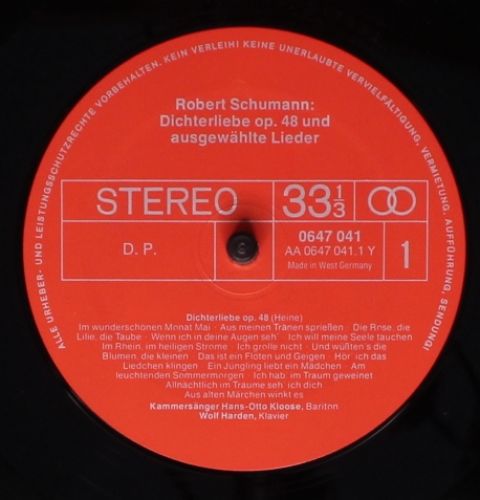 ALLE URHEBER- UND LEISTUNGSSCHUTZRECHTE VORBEHALTEN. KEIN VERLEIH! KEINE UNERLAUBTE VERVIELFÄLTIGUNG, VERMIETUNG, AUFFÜHRUNG, SENDUNG!
Robert Schumann:
Dichterliebe op. 48 und
ausgewählte Lieder
STEREO 33 1/3
D. P.
0647 041
AA 0647 041.1 Y
Made in West Germany
1
Dichterliebe op. 48 (Heine)
Im wunderschönen Monat Mai · Aus meinen Tränen sprießen · Die Rose, die
Lilie, die Taube · Wenn ich in deine Augen seh' · Ich will meine Seele tauchen
Im Rhein, im heiligen Strome · Ich grolle nicht · Und wüßten's die
Blumen, die kleinen · Das ist ein Flöten und Geigen · Hör' ich das
Liedchen klingen · Ein Jüngling liebt ein Mädchen · Am
leuchtenden Sommermorgen · Ich hab' im Traum geweinet
Allnächtlich im Traume seh' ich dich
Aus alten Märchen winkt es
Kammersänger Hans-Otto Kloose, Bariton
Wolf Harden, Klavier